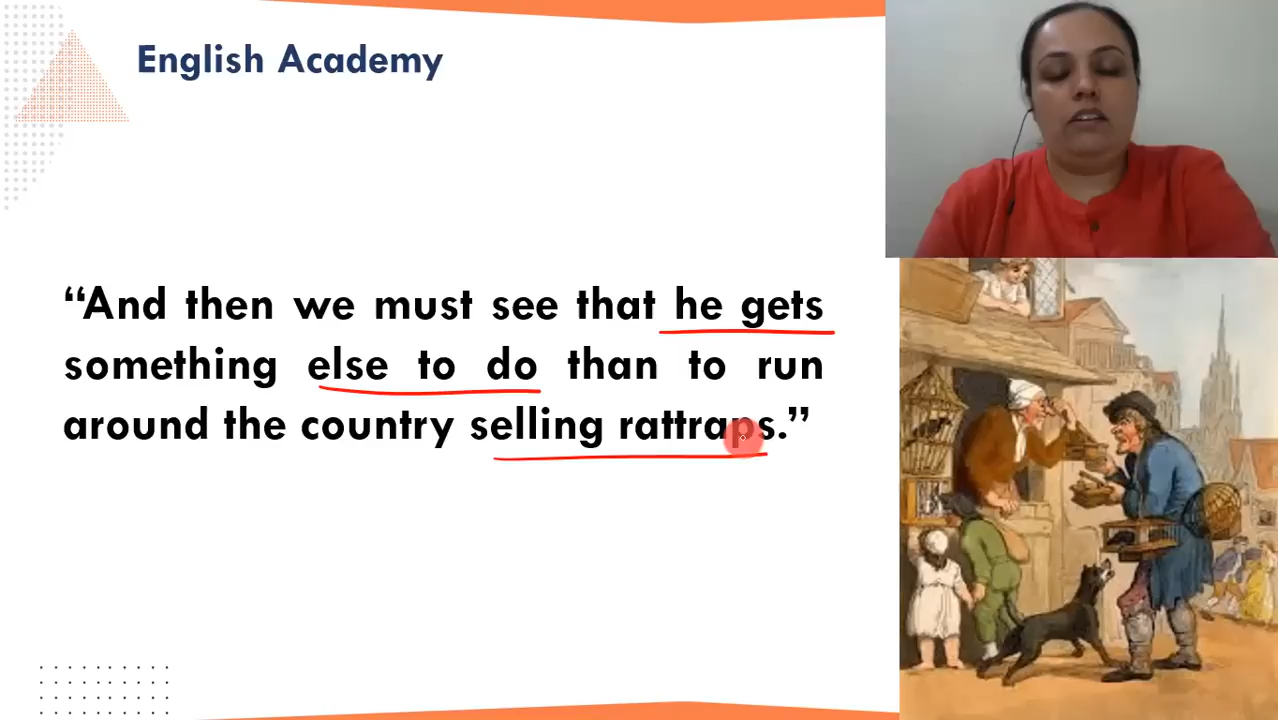 English Academy
“And then we must see that he gets
something else to do than to run
around the country selling rattraps.”